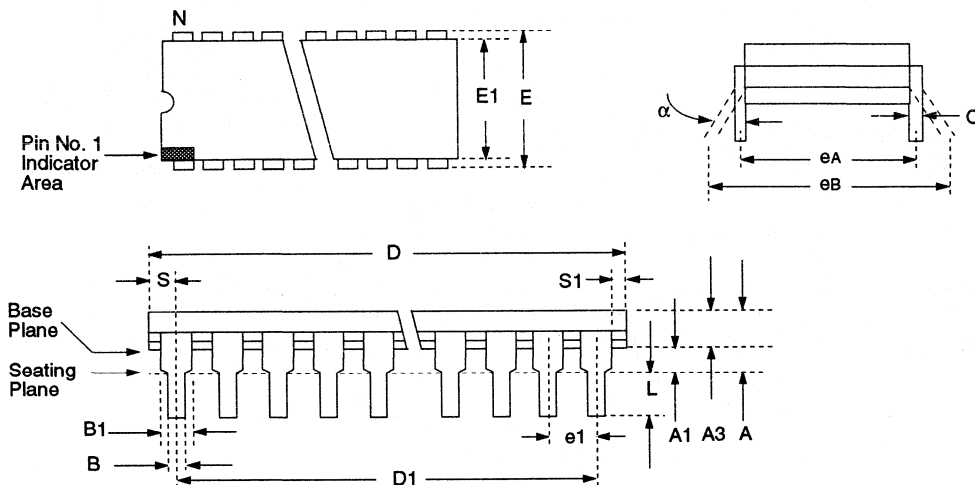 N
E1
E
Pin No. 1
Indicator
Area
α
C
eA
eB
D
S
S1
Base
Plane
Seating
Plane
L
B1
e1
A1
A3
A
B
D1